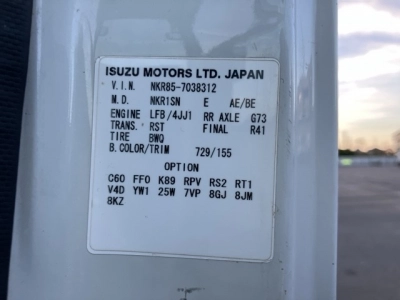 ISUZU MOTORS LTD. JAPAN
V.I.N. NKR85-7038312
M.D. NKR1SN E AE/BE
ENGINE LFB/4JJ1 RR AXLE G73
TRANS. RST FINAL R41
TIRE BWQ
B.COLOR/TRIM 729/155
OPTION
C60 FF0 K89 RPV RS2 RT1
V4D YW1 25W 7VP 8GJ 8JM
8KZ